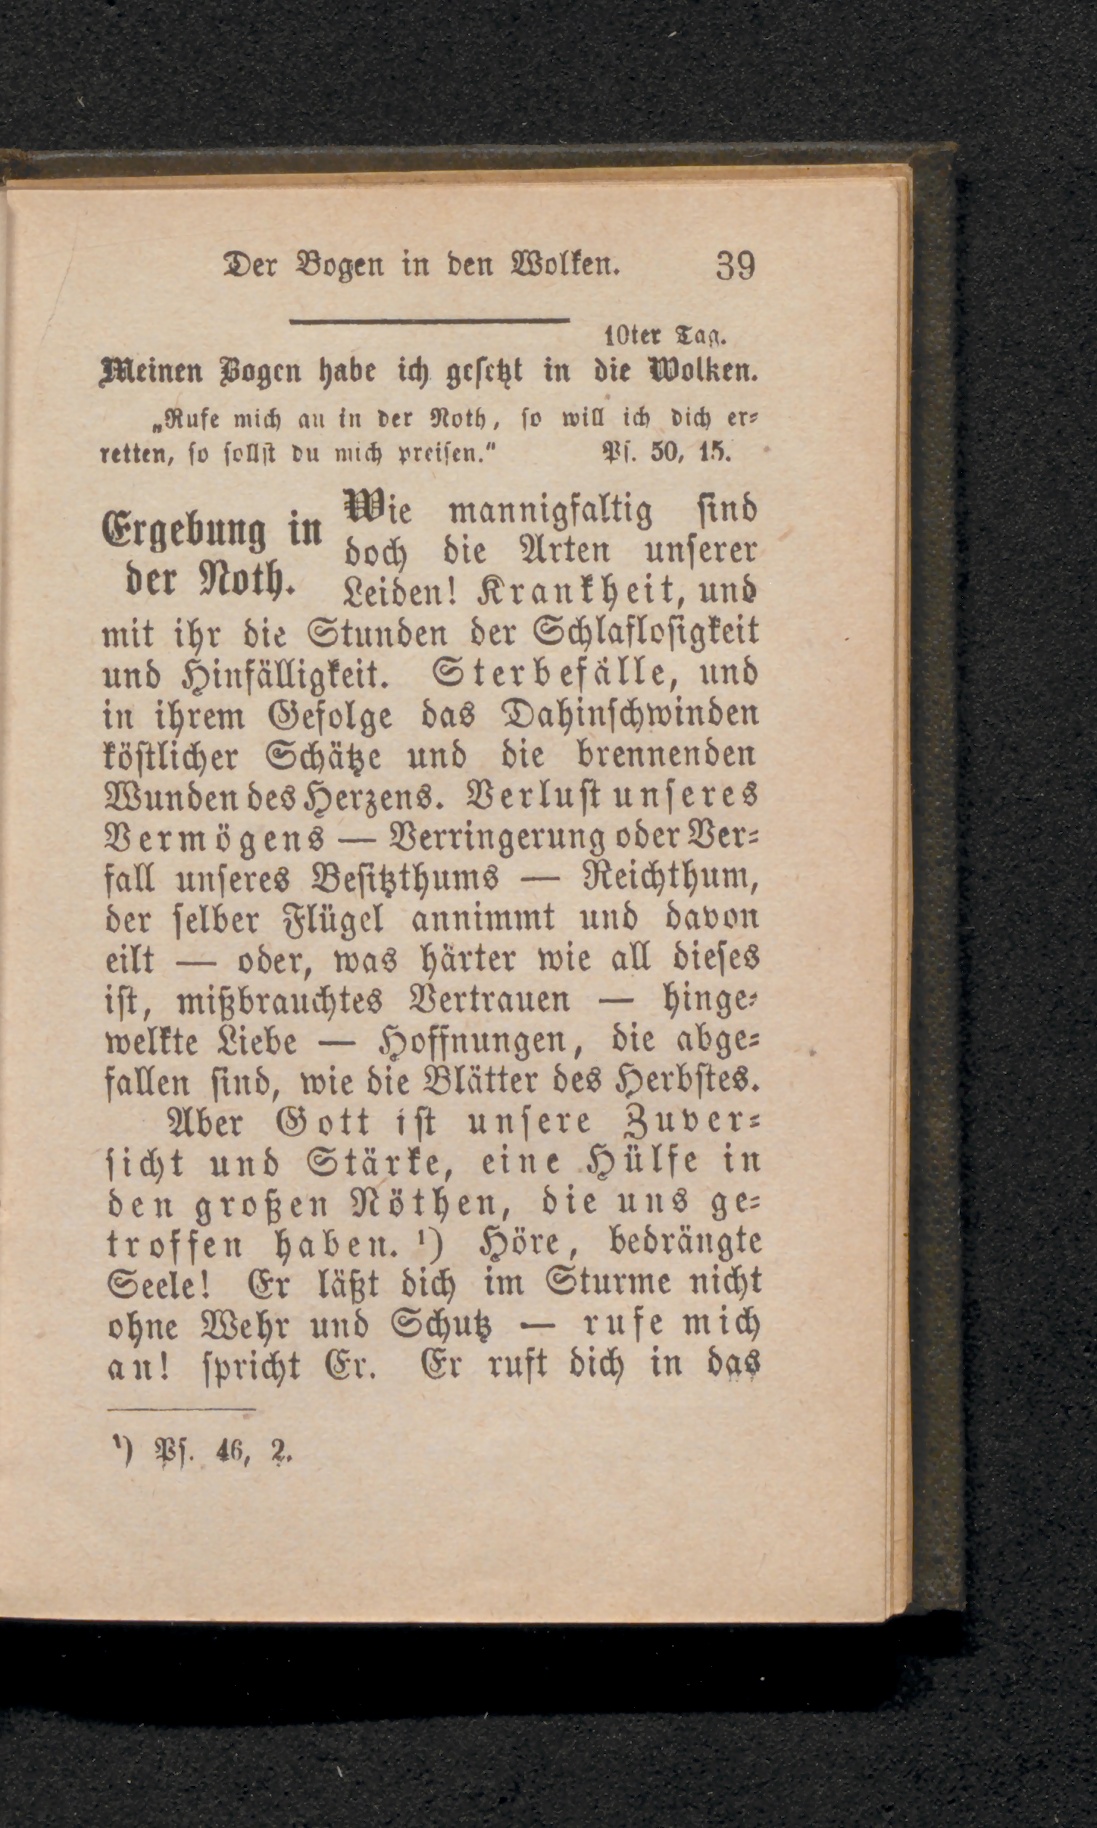 Der Bogen in den Wolken. 39
10ter Tag.
Meinen Bogen habe ich gesetzt in die Wolken.
„Rufe mich an in der Noth, so will ich dich er-
retten, so sollst du mich preisen." Ps. 50, 15.
Ergebung in
der Noth.
Wie mannigfaltig sind
doch die Arten unserer
Leiden! Krankheit, und
mit ihr die Stunden der Schlaflosigkeit
und Hinfälligkeit. Sterbefälle, und
in ihrem Gefolge das Dahinschwinden
köstlicher Schätze und die brennenden
Wunden des Herzens. Verlust unseres
Vermögens — Verringerung oder Ver-
fall unseres Besitzthums — Reichthum,
der selber Flügel annimmt und davon
eilt — oder, was härter wie all dieses
ist, mißbrauchtes Vertrauen — hinge-
welkte Liebe — Hoffnungen, die abge-
fallen sind, wie die Blätter des Herbstes.
Aber Gott ist unsere Zuver-
sicht und Stärke, eine Hülfe in
den großen Nöthen, die uns ge-
troffen haben. ¹) Höre, bedrängte
Seele! Er läßt dich im Sturme nicht
ohne Wehr und Schutz — rufe mich
an! spricht Er. Er ruft dich in das
¹) Ps. 46, 2.